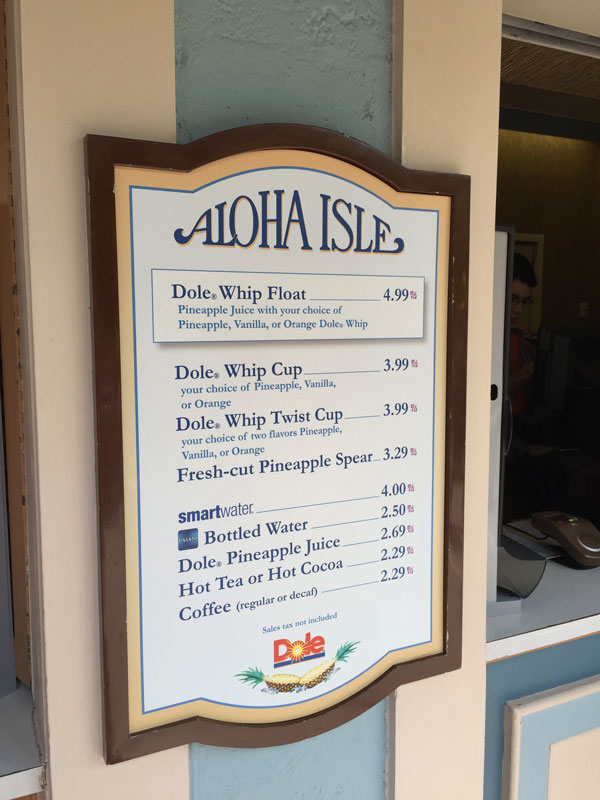 ALOHA ISLE
Dole® Whip Float 4.99
Pineapple Juice with your choice of
Pineapple, Vanilla, or Orange Dole® Whip
Dole® Whip Cup 3.99
your choice of Pineapple, Vanilla,
or Orange
Dole® Whip Twist Cup 3.99
your choice of two flavors Pineapple,
Vanilla, or Orange
Fresh-cut Pineapple Spear 3.29
smartwater 4.00
Bottled Water 2.50
Dole® Pineapple Juice 2.69
Hot Tea or Hot Cocoa 2.29
Coffee (regular or decaf) 2.29
Sales tax not included
Dole